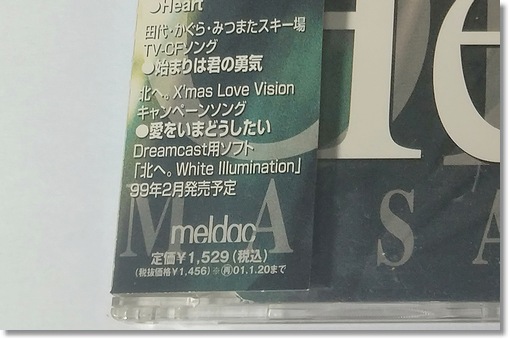 ●Heart
田代・かぐら・みつまたスキー場
TV-CFソング
●始まりは君の勇気
北へ。X'mas Love Vision
キャンペーンソング
●愛をいまどうしたい
Dreamcast用ソフト
「北へ。White Illumination」
99年2月発売予定
meldac
定価¥1,529(税込)
(税抜価格¥1,456)※再01.1.20まで
He
MASA